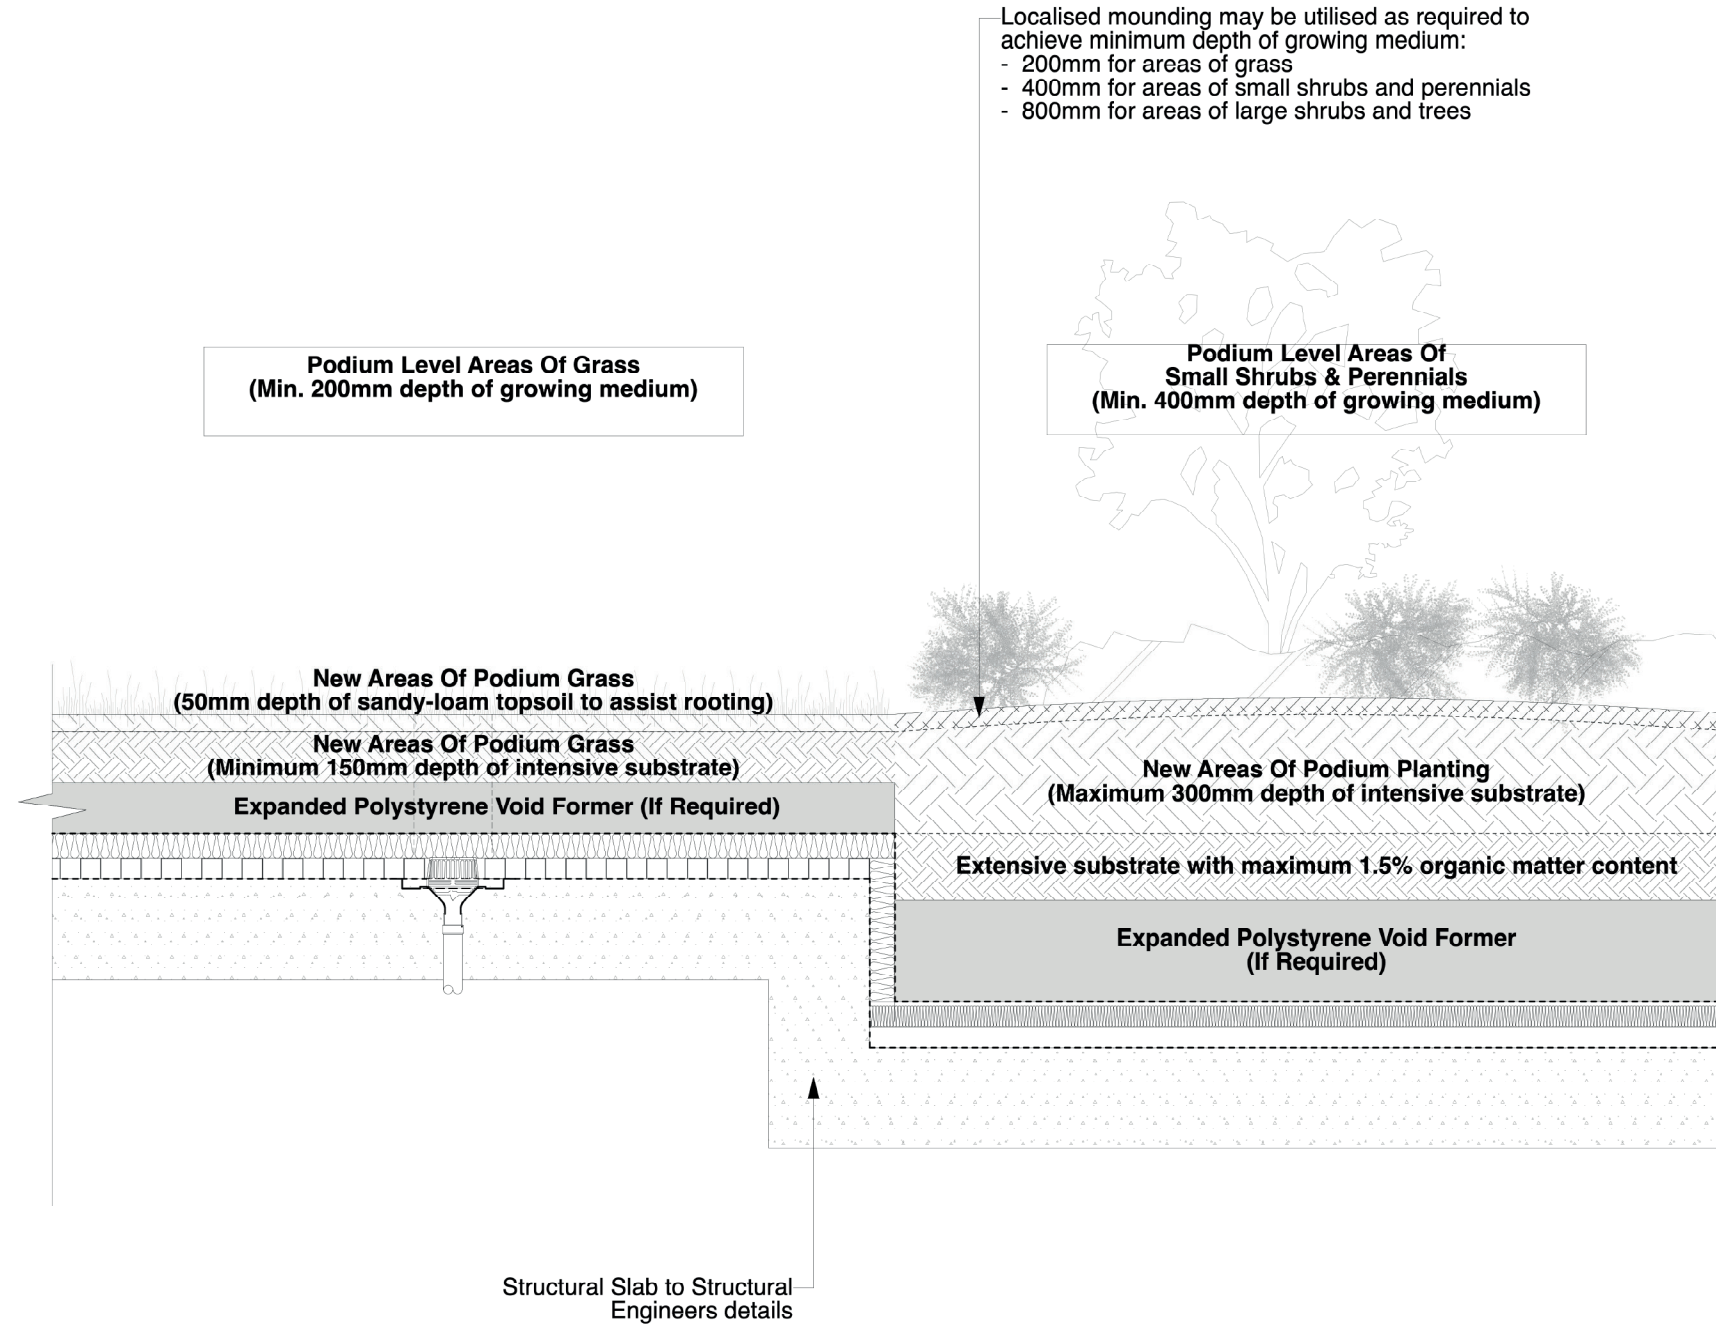 Localised mounding may be utilised as required to
achieve minimum depth of growing medium:
- 200mm for areas of grass
- 400mm for areas of small shrubs and perennials
- 800mm for areas of large shrubs and trees
Podium Level Areas Of Grass
(Min. 200mm depth of growing medium)
Podium Level Areas Of
Small Shrubs & Perennials
(Min. 400mm depth of growing medium)
New Areas Of Podium Grass
(50mm depth of sandy-loam topsoil to assist rooting)
New Areas Of Podium Grass
(Minimum 150mm depth of intensive substrate)
Expanded Polystyrene Void Former (If Required)
New Areas Of Podium Planting
(Maximum 300mm depth of intensive substrate)
Extensive substrate with maximum 1.5% organic matter content
Expanded Polystyrene Void Former
(If Required)
Structural Slab to Structural
Engineers details